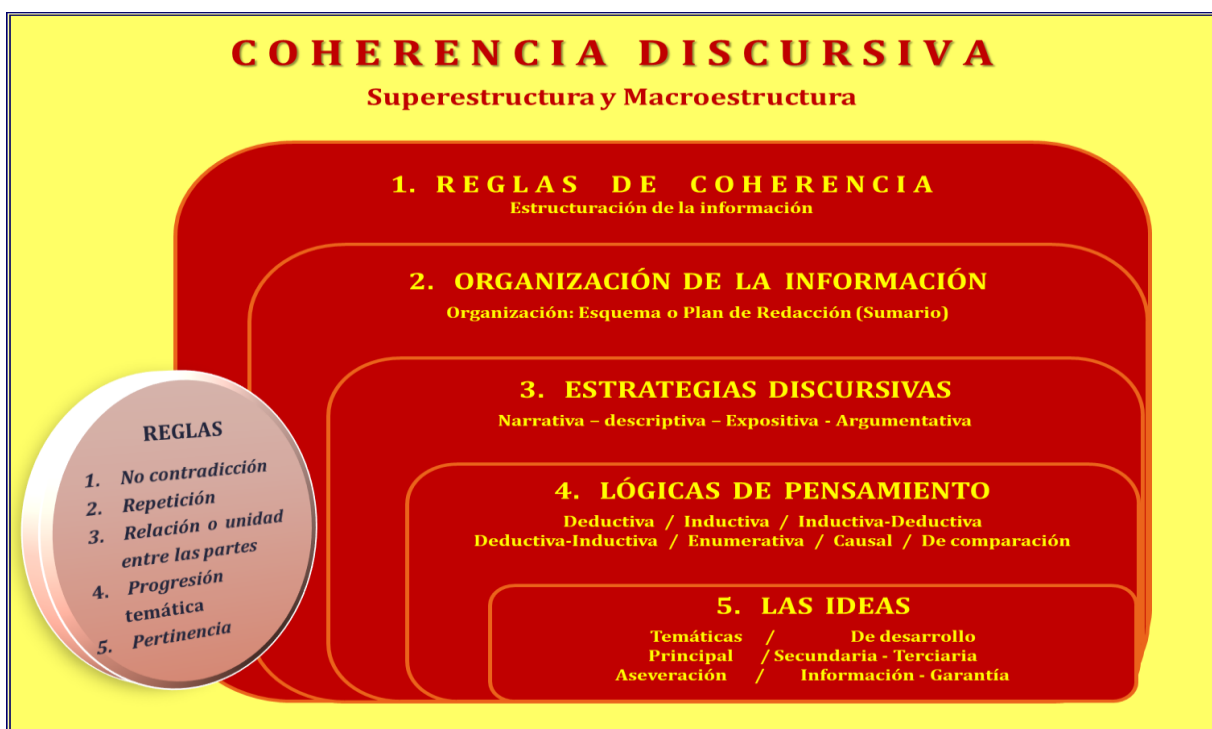 COHERENCIA DISCURSIVA
Superestructura y Macroestructura
1. REGLAS DE COHERENCIA
Estructuración de la información
2. ORGANIZACIÓN DE LA INFORMACIÓN
Organización: Esquema o Plan de Redacción (Sumario)
3. ESTRATEGIAS DISCURSIVAS
Narrativa – descriptiva – Expositiva - Argumentativa
4. LÓGICAS DE PENSAMIENTO
Deductiva / Inductiva / Inductiva-Deductiva
Deductiva-Inductiva / Enumerativa / Causal / De comparación
5. LAS IDEAS
Temáticas / De desarrollo
Principal / Secundaria - Terciaria
Aseveración / Información - Garantía
REGLAS
1. No contradicción
2. Repetición
3. Relación o unidad
entre las partes
4. Progresión
temática
5. Pertinencia